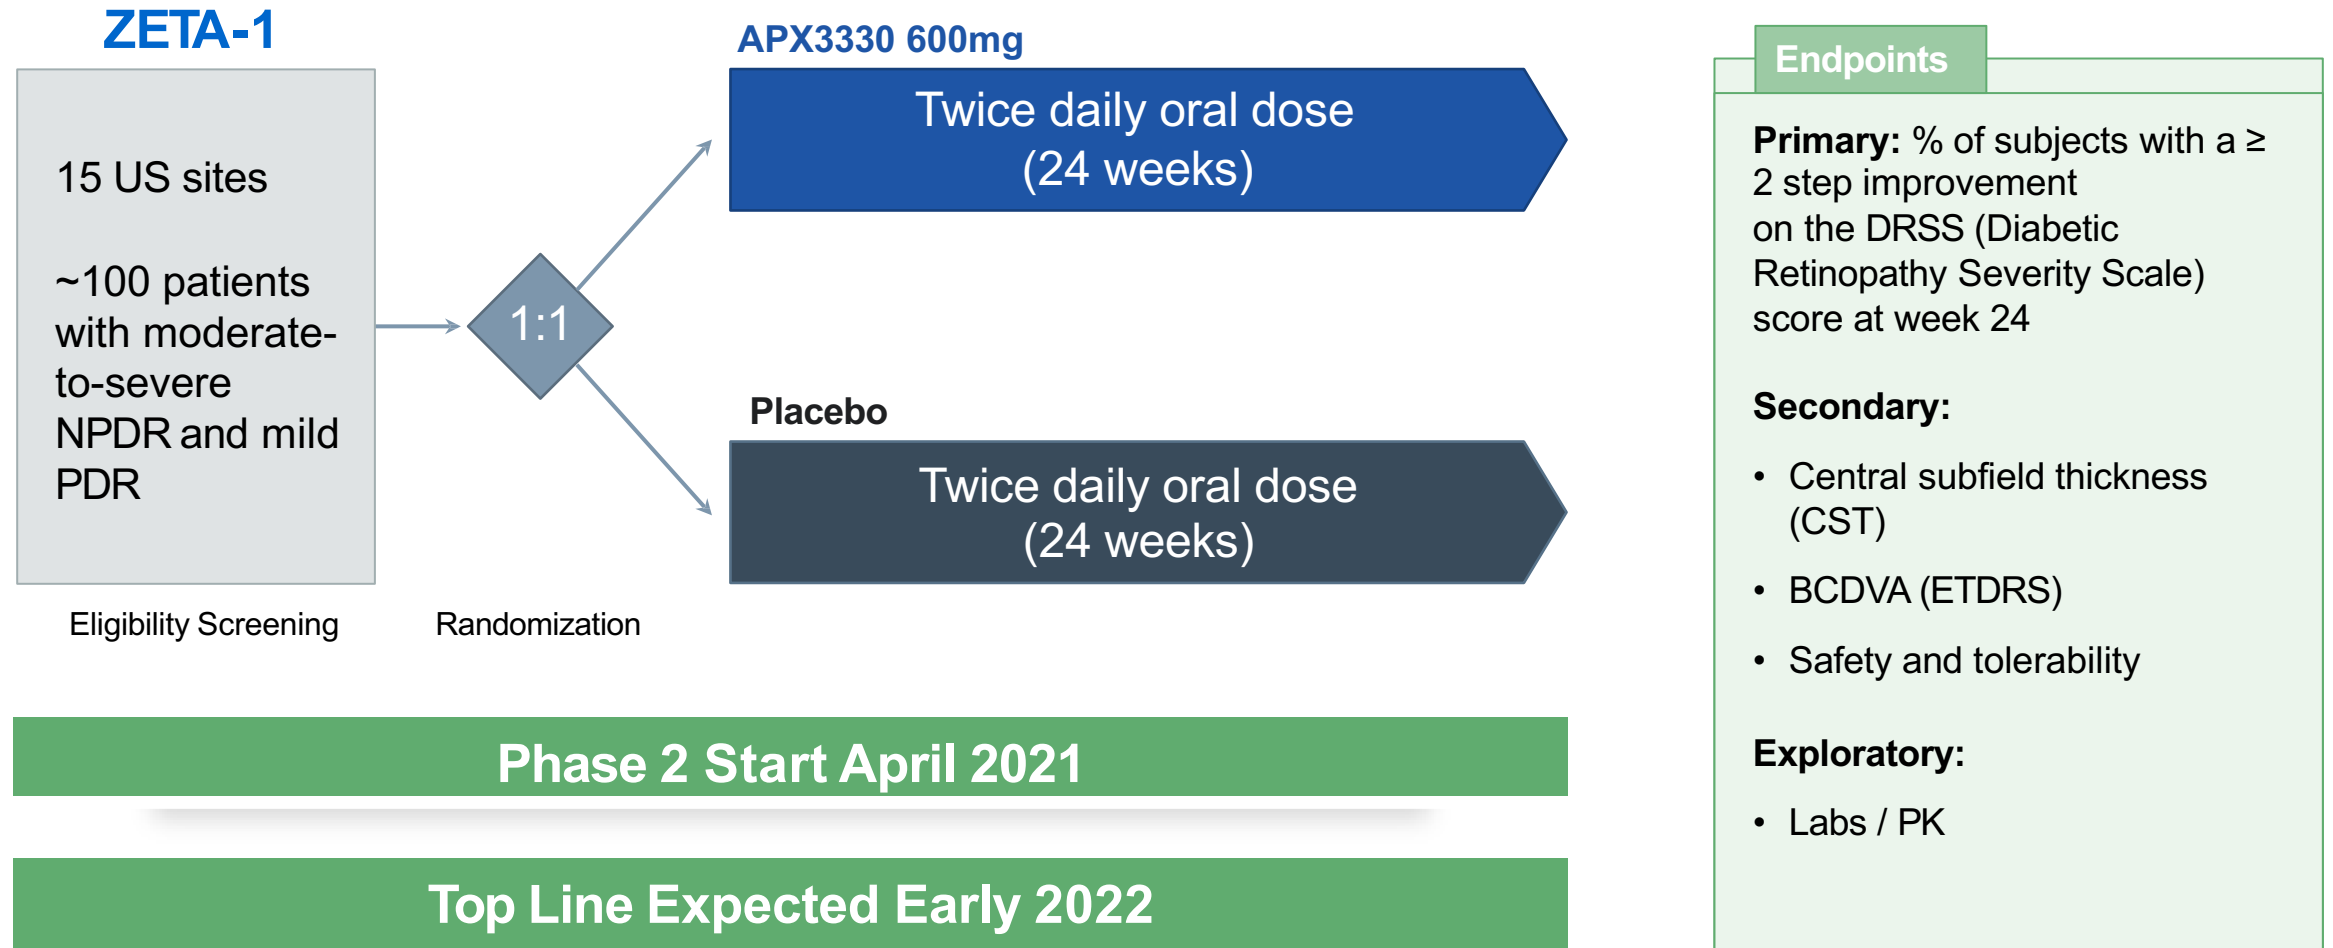 ZETA-1
15 US sites
~100 patients
with moderate-
to-severe
NPDR and mild
PDR
Eligibility Screening
1:1
Randomization
APX3330 600mg
Twice daily oral dose
(24 weeks)
Placebo
Twice daily oral dose
(24 weeks)
Phase 2 Start April 2021
Top Line Expected Early 2022
Endpoints
Primary: % of subjects with a ≥
2 step improvement
on the DRSS (Diabetic
Retinopathy Severity Scale)
score at week 24
Secondary:
• Central subfield thickness
(CST)
• BCDVA (ETDRS)
• Safety and tolerability
Exploratory:
• Labs / PK